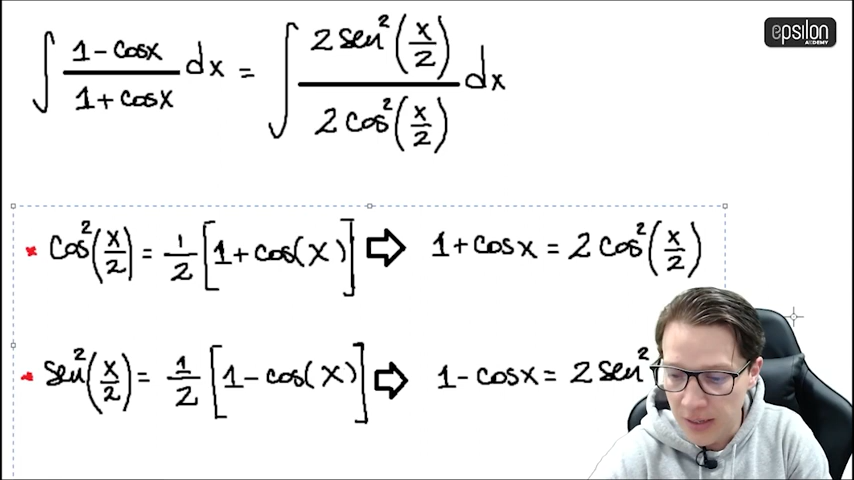 epsilon
ACADEMY
∫ (1-cosx)/(1+cosx) dx = ∫ (2 sen²(x/2))/(2 cos²(x/2)) dx
* cos²(x/2) = 1/2 [1+cos(x)] ⇒ 1+cosx = 2 cos²(x/2)
* sen²(x/2) = 1/2 [1-cos(x)] ⇒ 1-cosx = 2 sen²